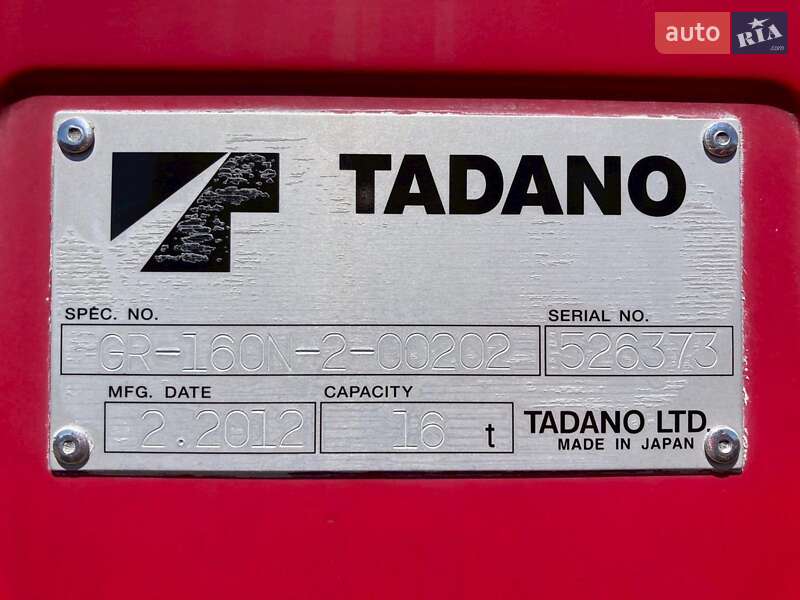 auto RIA.com
TADANO
SPEC. NO. SERIAL NO.
GR-160N-2-00202 526373
MFG. DATE CAPACITY
2.2012 16 t TADANO LTD.
MADE IN JAPAN